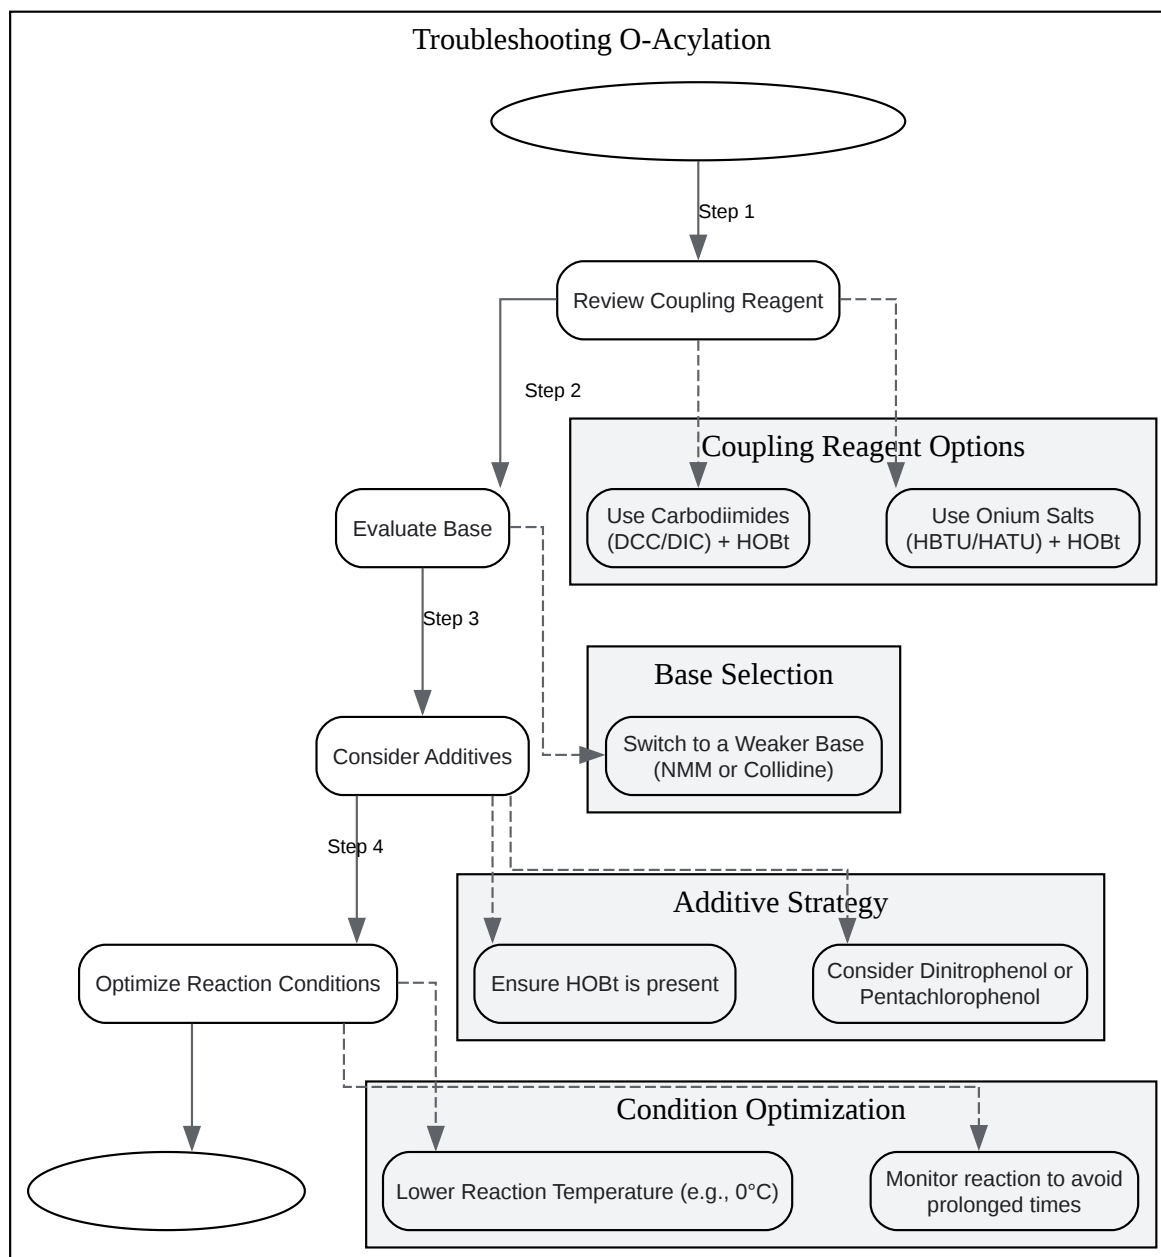 Troubleshooting O-Acylation
Step 1
Review Coupling Reagent
Step 2
Coupling Reagent Options
Evaluate Base
Use Carbodiimides
(DCC/DIC) + HOBt
Use Onium Salts
(HBTU/HATU) + HOBt
Step 3
Base Selection
Consider Additives
Switch to a Weaker Base
(NMM or Collidine)
Step 4
Additive Strategy
Optimize Reaction Conditions
Ensure HOBt is present
Consider Dinitrophenol or
Pentachlorophenol
Condition Optimization
Lower Reaction Temperature (e.g., 0°C)
Monitor reaction to avoid
prolonged times